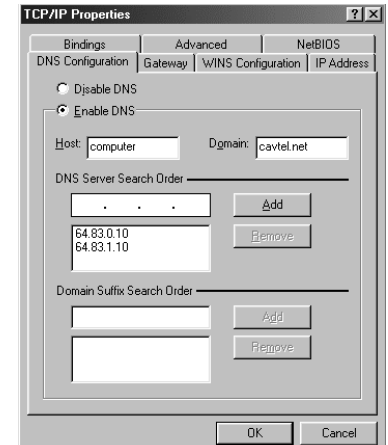 TCP/IP Properties
Bindings Advanced NetBIOS
DNS Configuration Gateway WINS Configuration IP Address
Disable DNS
Enable DNS
Host: computer Domain: cavtel.net
DNS Server Search Order
. . . Add
64.83.0.10 Remove
64.83.1.10
Domain Suffix Search Order
Add
Remove
OK Cancel